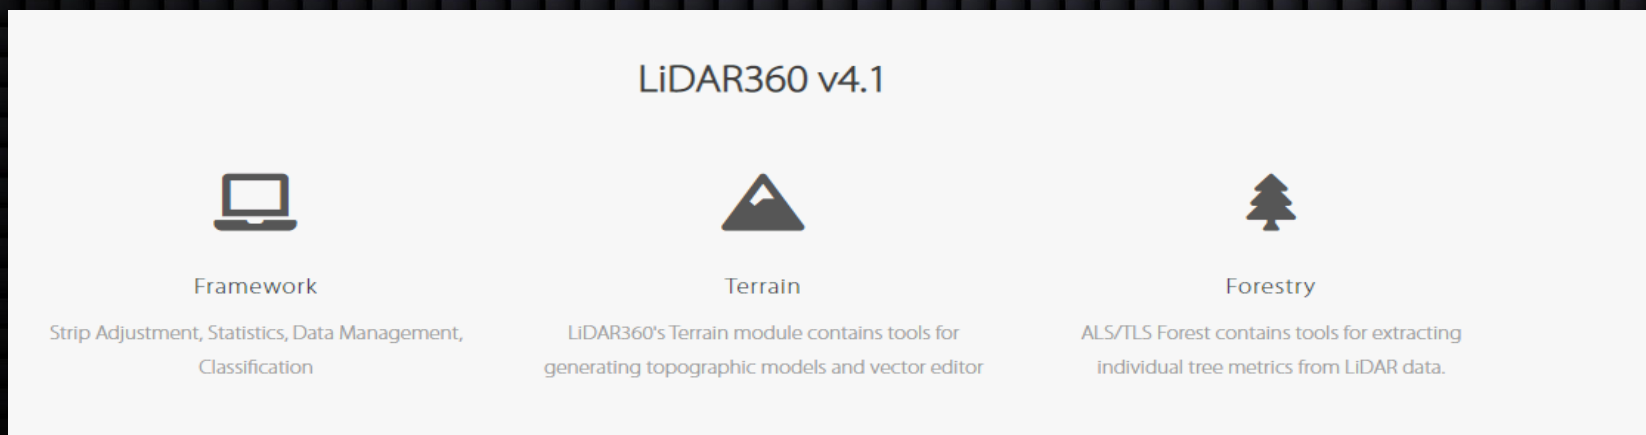 LiDAR360 v4.1
Framework
Strip Adjustment, Statistics, Data Management,
Classification
Terrain
LiDAR360's Terrain module contains tools for
generating topographic models and vector editor
Forestry
ALS/TLS Forest contains tools for extracting
individual tree metrics from LiDAR data.